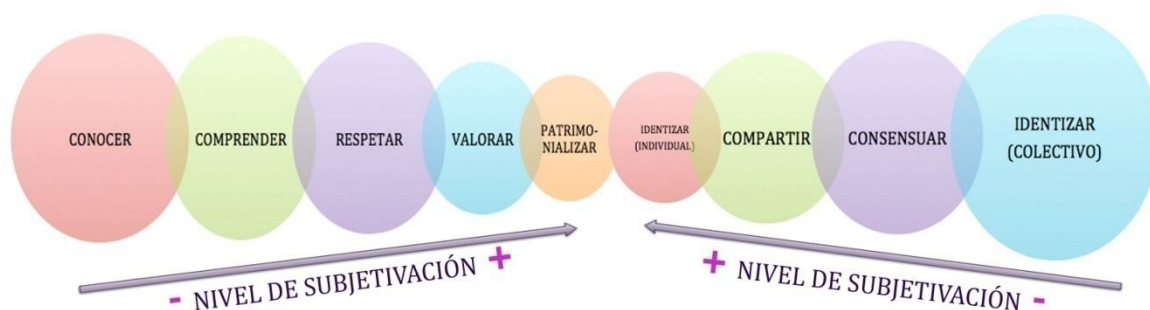 CONOCER
COMPRENDER
RESPETAR
VALORAR
PATRIMO-
NIALIZAR
IDENTIZAR
(INDIVIDUAL)
COMPARTIR
CONSENSUAR
IDENTIZAR
(COLECTIVO)
- NIVEL DE SUBJETIVACIÓN +
+ NIVEL DE SUBJETIVACIÓN -